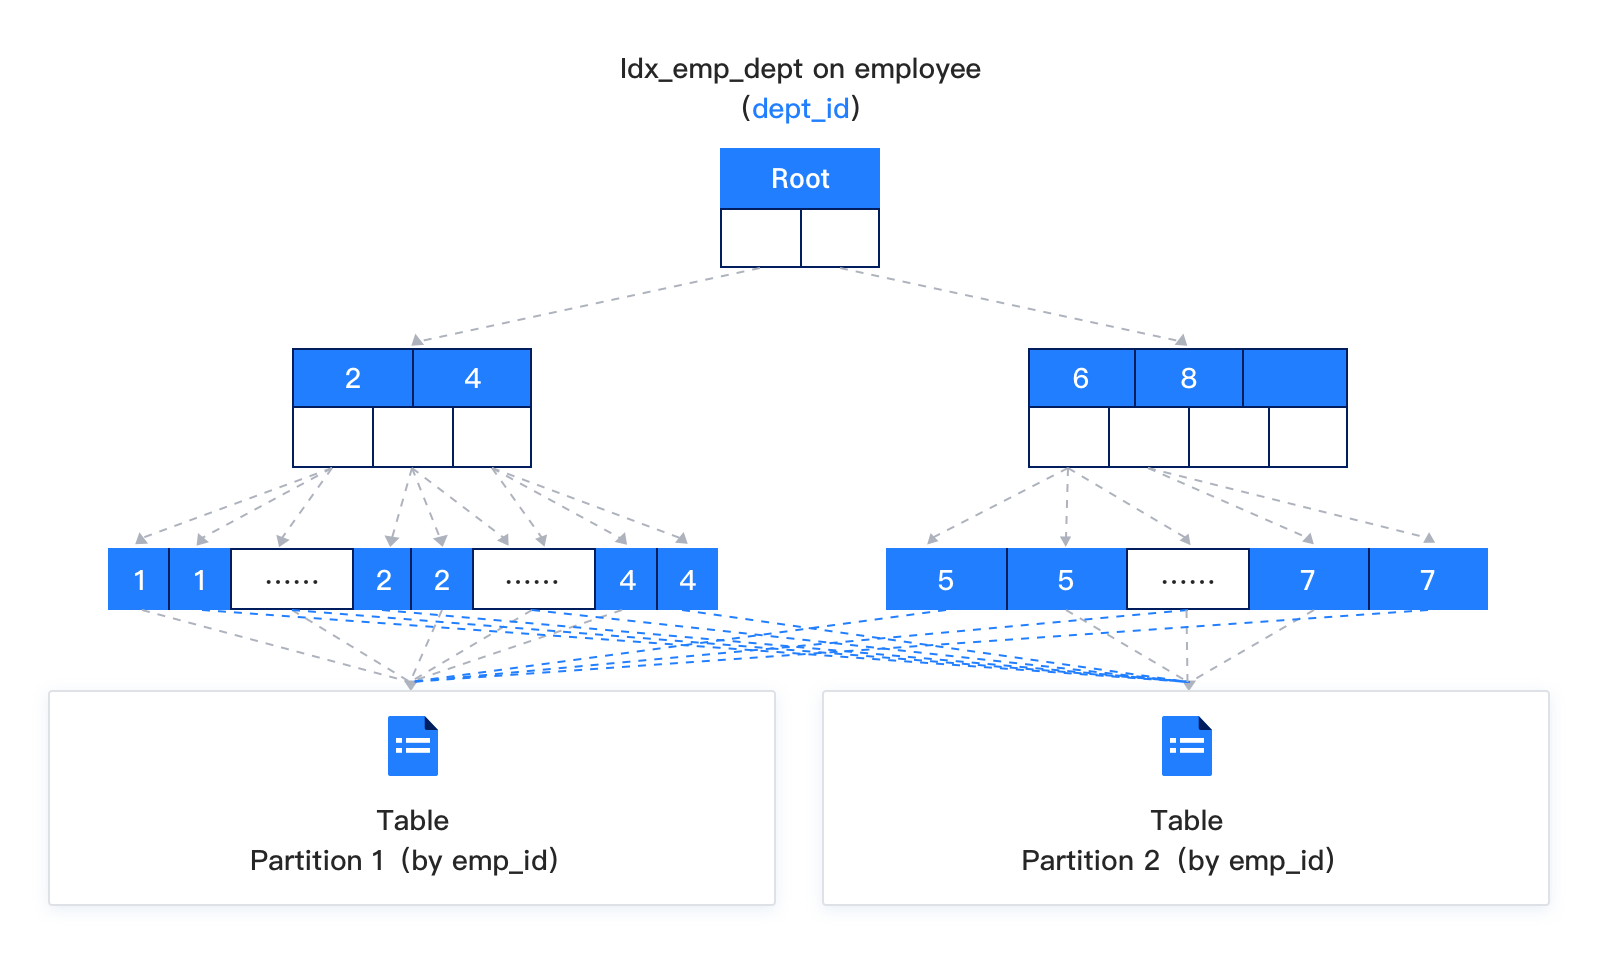 Idx_emp_dept on employee
(dept_id)
Root
2 4
6 8
1 1 ...... 2 2 ...... 4 4
5 5 ...... 7 7
Table
Partition 1 (by emp_id)
Table
Partition 2 (by emp_id)